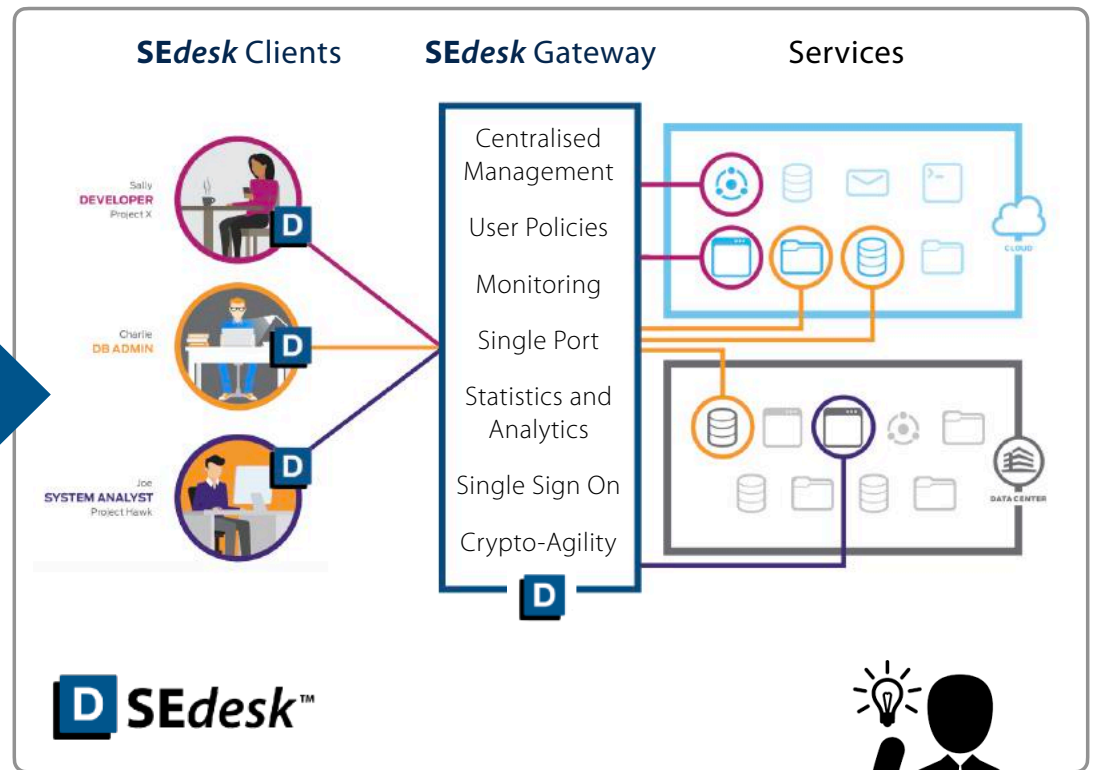 SEdesk Clients
SEdesk Gateway
Services
Sally
DEVELOPER
Project X
D
Charlie
DB ADMIN
D
Joe
SYSTEM ANALYST
Project Hawk
D
Centralised
Management
User Policies
Monitoring
Single Port
Statistics and
Analytics
Single Sign On
Crypto-Agility
D
CLOUD
DATA CENTER
D SEdesk™